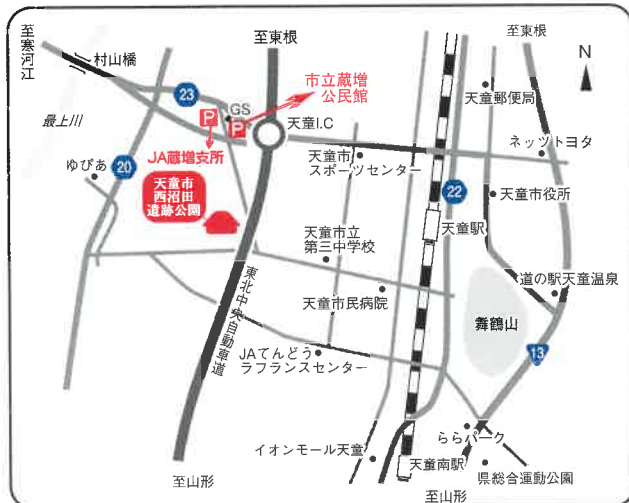 至寒河江
村山橋
至東根
至東根
N
市立蔵増
公民館
23
GS
P
P
天童I.C
天童郵便局
最上川
JA蔵増支所
ネッツトヨタ
ゆぴあ
20
天童市
スポーツセンター
天童市
西沼田
遺跡公園
22
天童市役所
天童市立
第三中学校
天童駅
東北中央自動車道
天童市民病院
道の駅天童温泉
舞鶴山
JAてんどう
ラフランスセンター
13
ららパーク
イオンモール天童
天童南駅
県総合運動公園
至山形
至山形